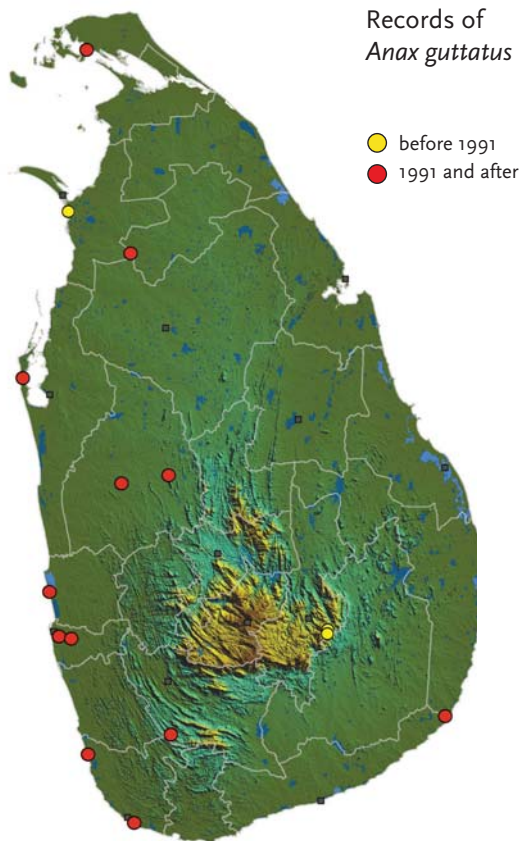 Records of
Anax guttatus
before 1991
1991 and after